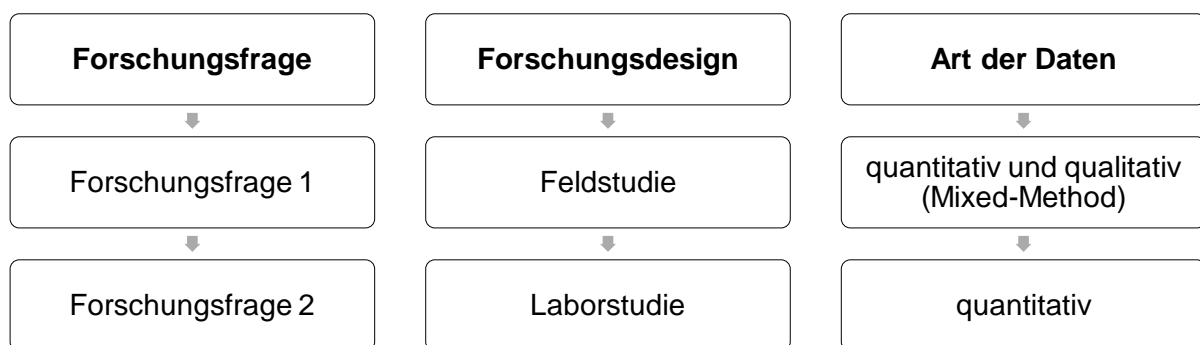 Forschungsfrage
Forschungsdesign
Art der Daten
Forschungsfrage 1
Feldstudie
quantitativ und qualitativ
(Mixed-Method)
Forschungsfrage 2
Laborstudie
quantitativ